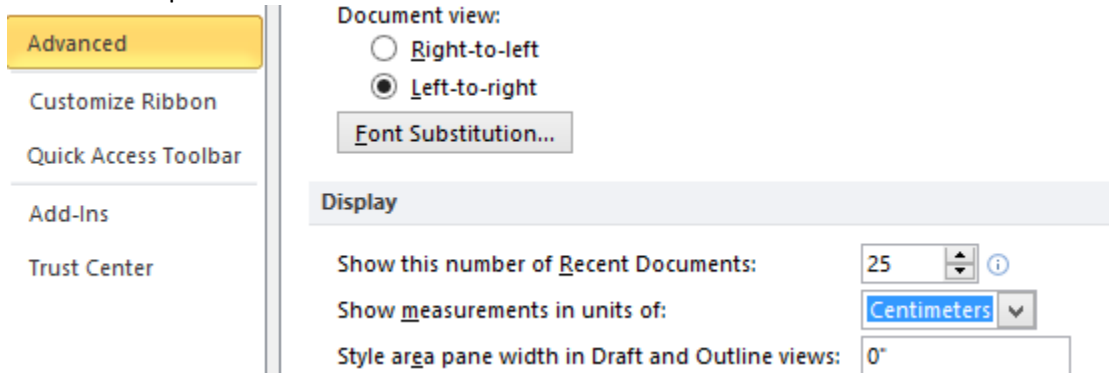 Advanced
Customize Ribbon
Quick Access Toolbar
Add-Ins
Trust Center
Document view:
Right-to-left
Left-to-right
Font Substitution...
Display
Show this number of Recent Documents: 25
Show measurements in units of: Centimeters
Style area pane width in Draft and Outline views: 0"